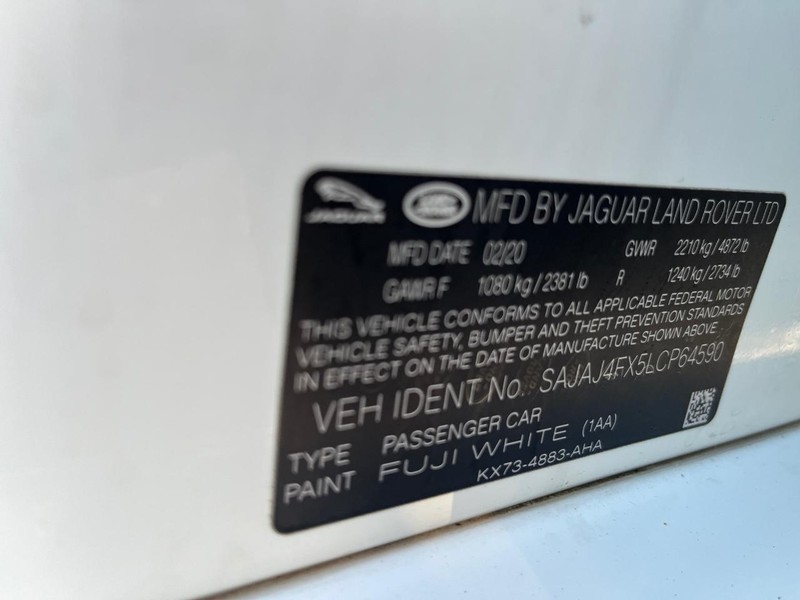 JAGUAR
MFD BY JAGUAR LAND ROVER LTD
MFD DATE 02/20 GVWR 2210 kg / 4872 lb
GAWR F 1080 kg / 2381 lb R 1240 kg / 2734 lb
THIS VEHICLE CONFORMS TO ALL APPLICABLE FEDERAL MOTOR
VEHICLE SAFETY, BUMPER AND THEFT PREVENTION STANDARDS
IN EFFECT ON THE DATE OF MANUFACTURE SHOWN ABOVE
VEH IDENT No. SAJAJ4FX5LCP64590
TYPE PASSENGER CAR
PAINT FUJI WHITE (1AA)
KX73-4883-AHA